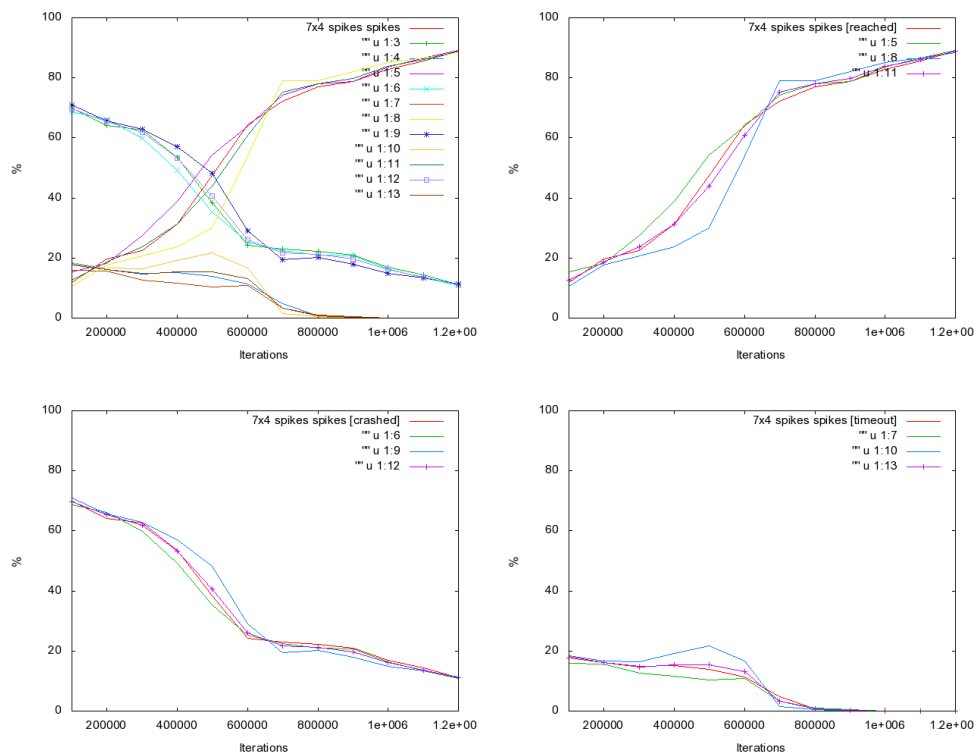 100
80
60
40
20
0
%
7x4 spikes spikes
"" u 1:3
"" u 1:4
"" u 1:5
"" u 1:6
"" u 1:7
"" u 1:8
"" u 1:9
"" u 1:10
"" u 1:11
"" u 1:12
"" u 1:13
200000 400000 600000 800000 1e+006 1.2e+00
Iterations
100
80
60
40
20
0
%
7x4 spikes spikes [reached]
"" u 1:5
"" u 1:8
"" u 1:11
200000 400000 600000 800000 1e+006 1.2e+00
Iterations
100
80
60
40
20
0
%
7x4 spikes spikes [crashed]
"" u 1:6
"" u 1:9
"" u 1:12
200000 400000 600000 800000 1e+006 1.2e+00
Iterations
100
80
60
40
20
0
%
7x4 spikes spikes [timeout]
"" u 1:7
"" u 1:10
"" u 1:13
200000 400000 600000 800000 1e+006 1.2e+00
Iterations